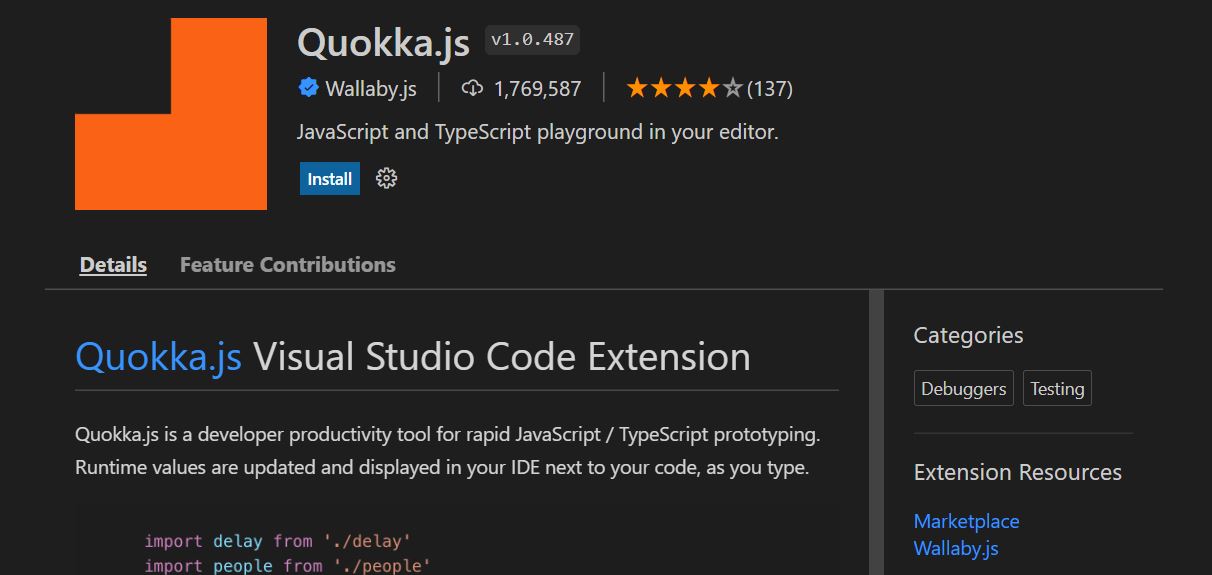 Quokka.js v1.0.487
Wallaby.js 1,769,587 (137)
JavaScript and TypeScript playground in your editor.
Install
Details Feature Contributions
Quokka.js Visual Studio Code Extension
Quokka.js is a developer productivity tool for rapid JavaScript / TypeScript prototyping.
Runtime values are updated and displayed in your IDE next to your code, as you type.
import delay from './delay'
import people from './people'
Categories
Debuggers Testing
Extension Resources
Marketplace
Wallaby.js